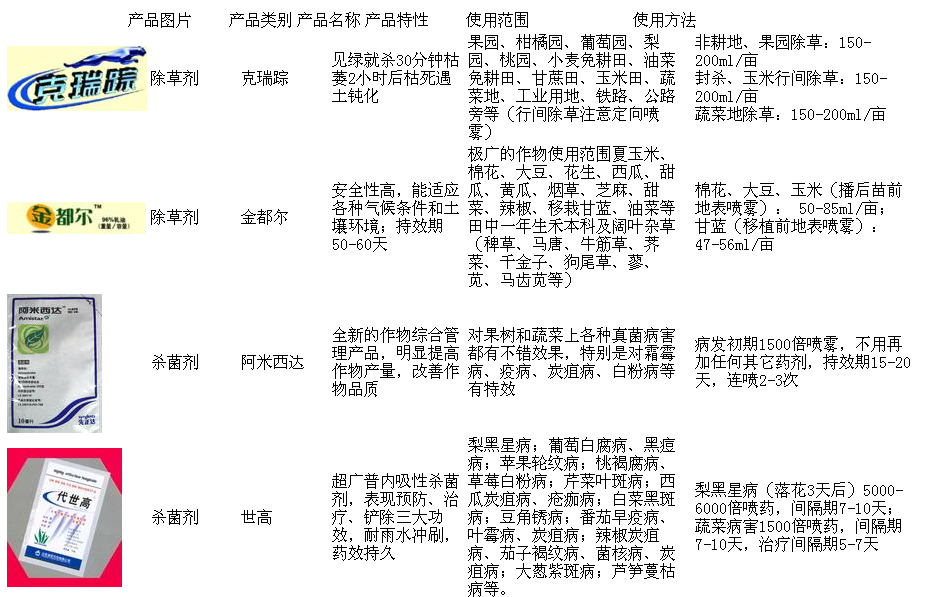 产品图片 产品类别 产品名称 产品特性 使用范围 使用方法
克瑞踪
除草剂
克瑞踪
见绿就杀30分钟枯
萎2小时后枯死遇
土钝化
果园、柑橘园、葡萄园、梨
园、桃园、小麦免耕田、油菜
免耕田、甘蔗田、玉米田、蔬
菜地、工业用地、铁路、公路
旁等（行间除草注意定向喷
雾）
非耕地、果园除草：150-
200ml/亩
封杀、玉米行间除草：150-
200ml/亩
蔬菜地除草：150-200ml/亩
金都尔™
96%乳油
（重量/容量）
除草剂
金都尔
安全性高，能适应
各种气候条件和土
壤环境；持效期
50-60天
极广的作物使用范围夏玉米、
棉花、大豆、花生、西瓜、甜
瓜、黄瓜、烟草、芝麻、甜
菜、辣椒、移栽甘蓝、油菜等
田中一年生禾本科及阔叶杂草
（稗草、马唐、牛筋草、荠
菜、千金子、狗尾草、蓼、
苋、马齿苋等）
棉花、大豆、玉米（播后苗前
地表喷雾）： 50-85ml/亩；
甘蓝（移植前地表喷雾）：
47-56ml/亩
阿米西达
Amistar
10毫升
syngenta
先正达
杀菌剂
阿米西达
全新的作物综合管
理产品，明显提高
作物产量，改善作
物品质
对果树和蔬菜上各种真菌病害
都有不错效果，特别是对霜霉
病、疫病、炭疽病、白粉病等
有特效
病发初期1500倍喷雾，不用再
加任何其它药剂，持效期15-20
天，连喷2-3次
代世高
杀菌剂
世高
超广普内吸性杀菌
剂，表现预防、治
疗、铲除三大功
效，耐雨水冲刷，
药效持久
梨黑星病；葡萄白腐病、黑痘
病；苹果轮纹病；桃褐腐病、
草莓白粉病；芹菜叶斑病；西
瓜炭疽病、疮痂病；白菜黑斑
病；豆角锈病；番茄早疫病、
叶霉病、炭疽病；辣椒炭疽
病、茄子褐纹病、菌核病、炭
疽病；大葱紫斑病；芦笋蔓枯
病等。
梨黑星病（落花3天后）5000-
6000倍喷药，间隔期7-10天；
蔬菜病害1500倍喷药，间隔期
7-10天，治疗间隔期5-7天